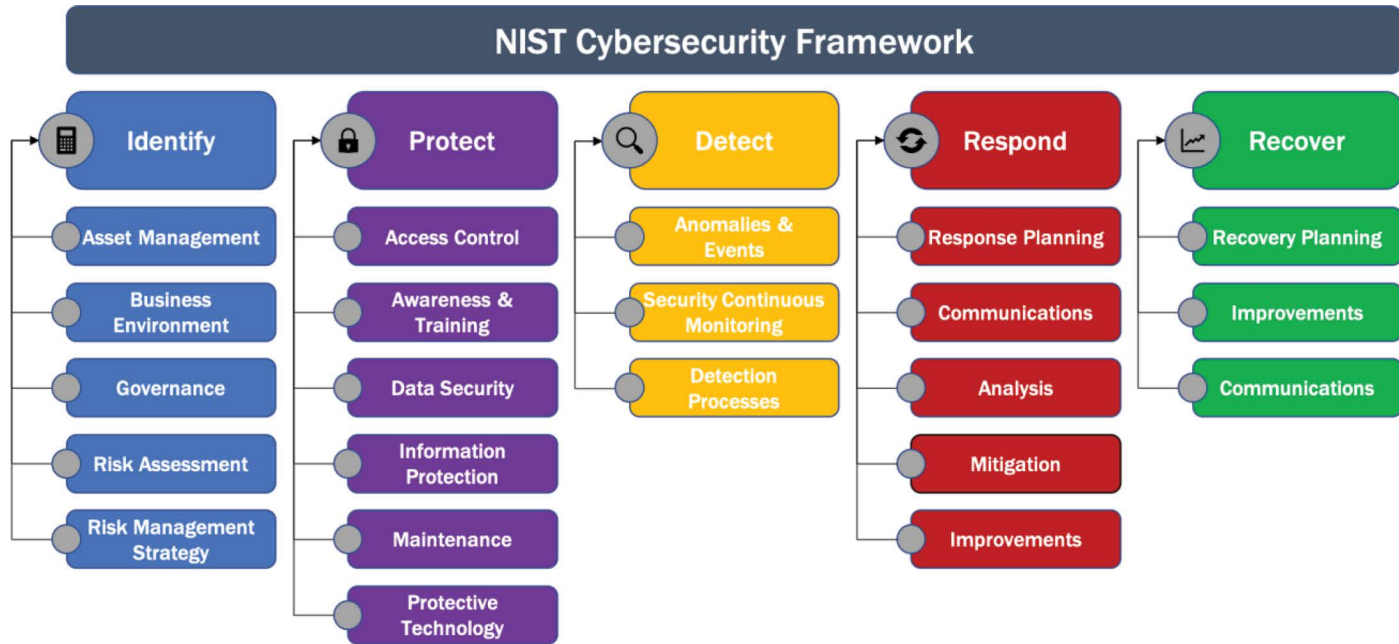 NIST Cybersecurity Framework
Identify
Asset Management
Business
Environment
Governance
Risk Assessment
Risk Management
Strategy
Protect
Access Control
Awareness &
Training
Data Security
Information
Protection
Maintenance
Protective
Technology
Detect
Anomalies &
Events
Security Continuous
Monitoring
Detection
Processes
Respond
Response Planning
Communications
Analysis
Mitigation
Improvements
Recover
Recovery Planning
Improvements
Communications